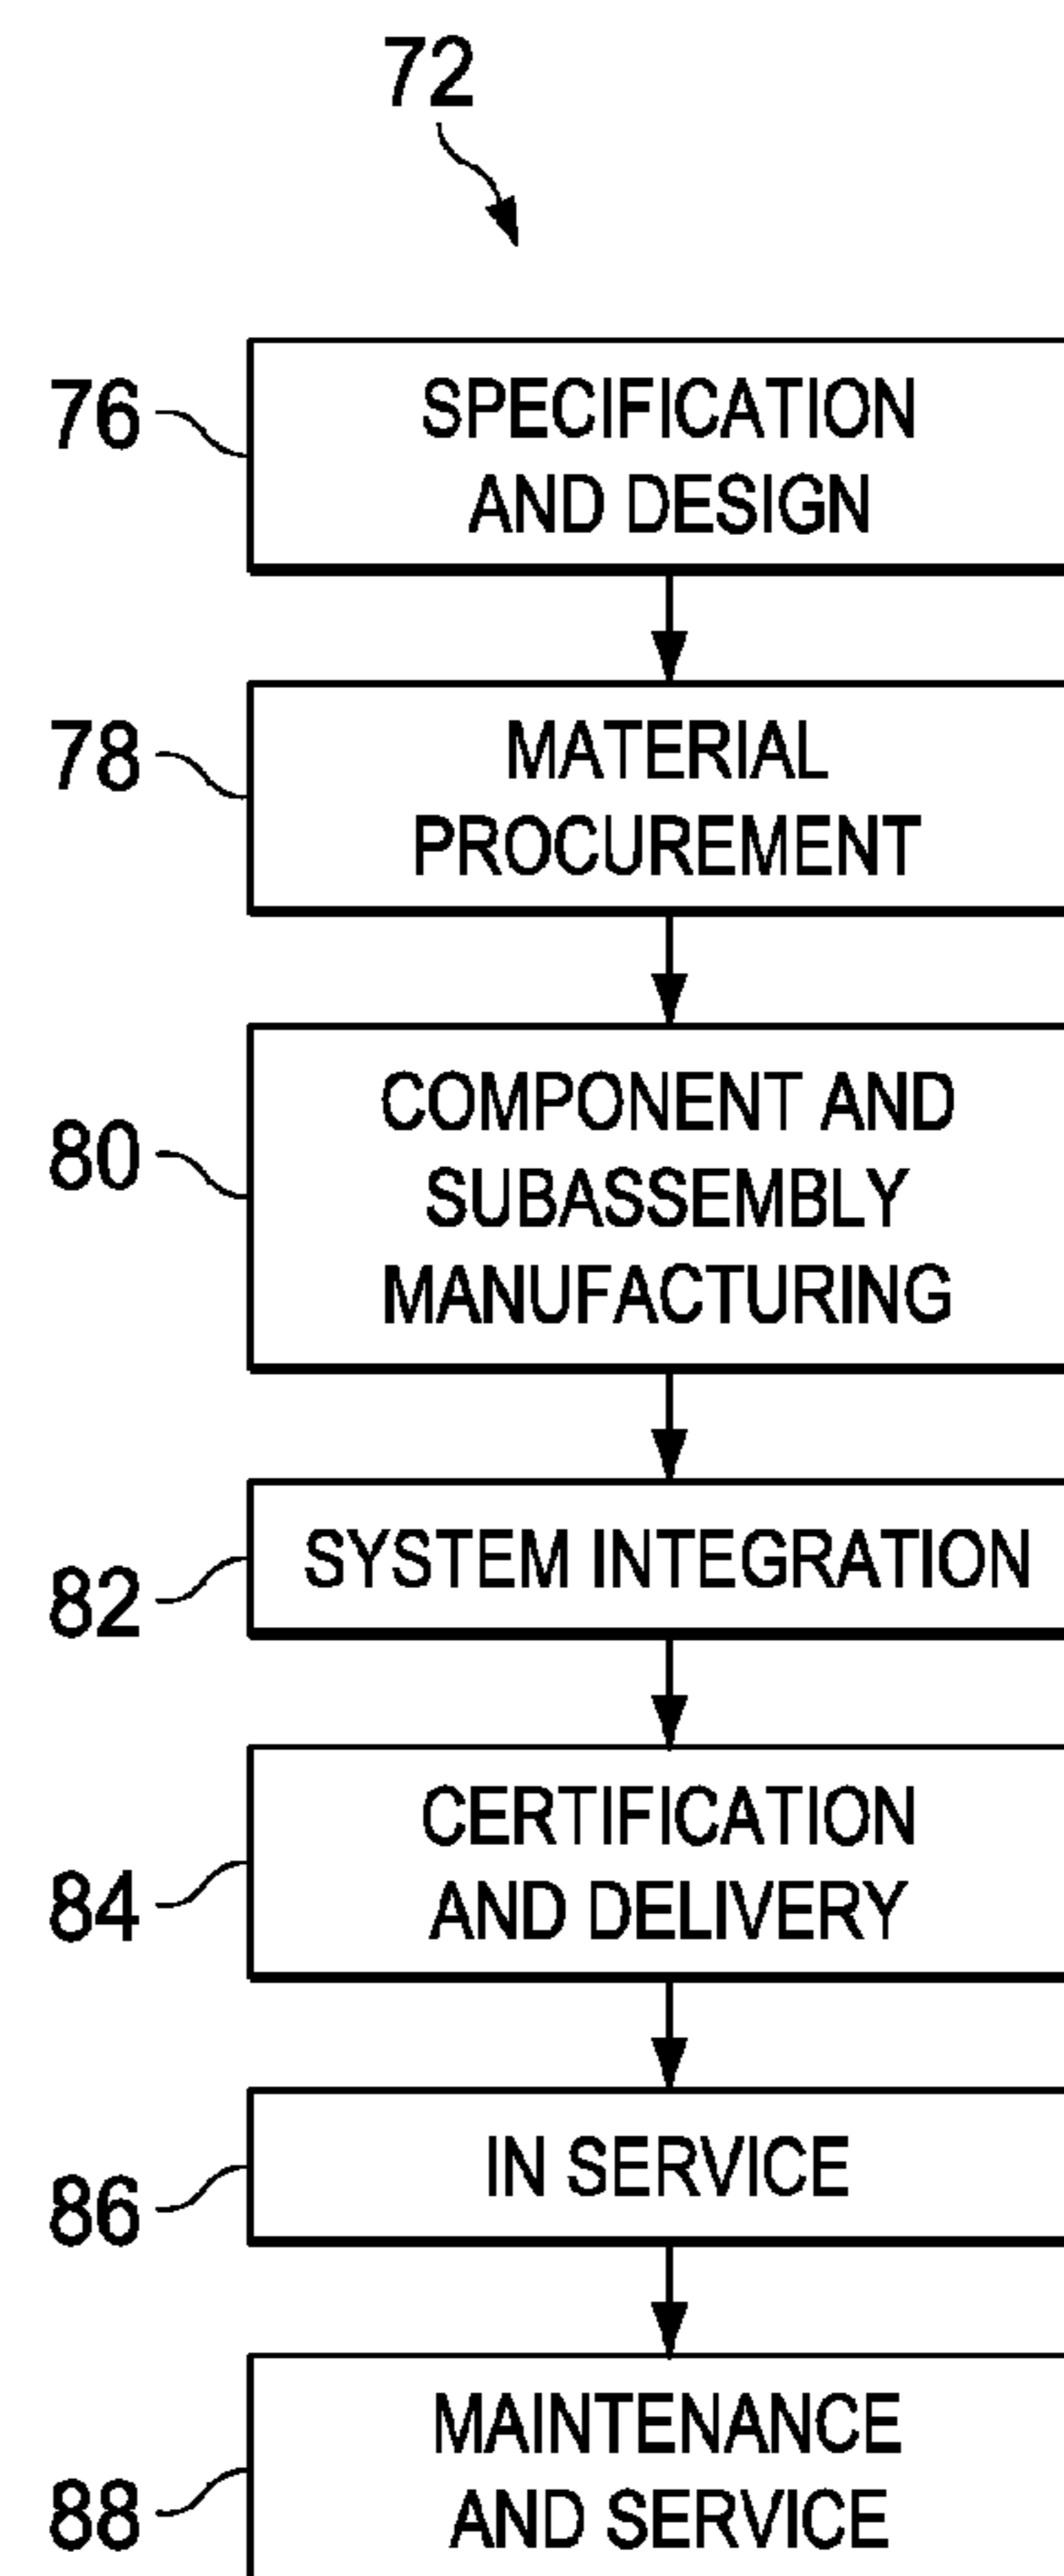 72
76
SPECIFICATION
AND DESIGN
78
MATERIAL
PROCUREMENT
80
COMPONENT AND
SUBASSEMBLY
MANUFACTURING
82
SYSTEM INTEGRATION
84
CERTIFICATION
AND DELIVERY
86
IN SERVICE
88
MAINTENANCE
AND SERVICE